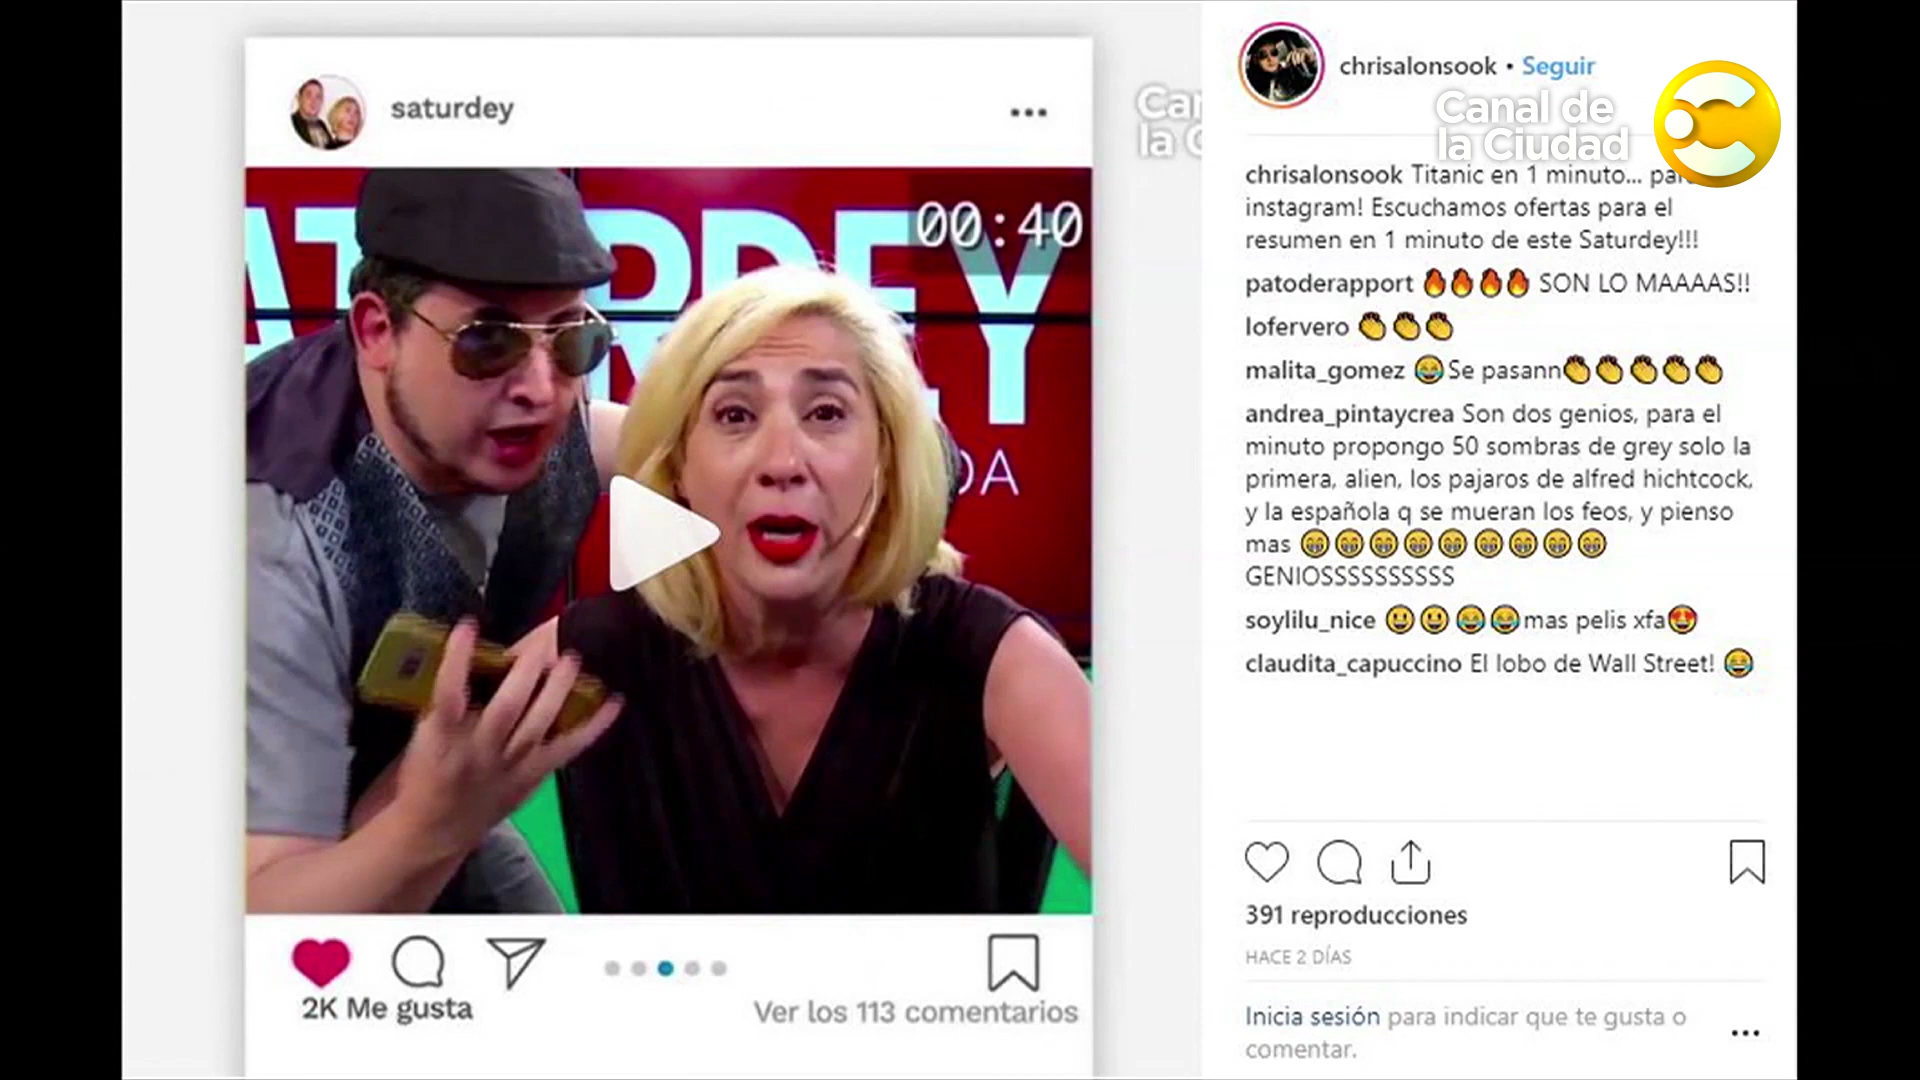 saturdey
00:40
ATURDEY
DA
2K Me gusta
Ver los 113 comentarios
chrisalonsook • Seguir
Canal de
la Ciudad
chrisalonsook Titanic en 1 minuto... para
instagram! Escuchamos ofertas para el
resumen en 1 minuto de este Saturdey!!!
patoderapport 🔥🔥🔥🔥 SON LO MAAAAS!!
lofervero 👏👏👏
malita_gomez 😂Se pasann👏👏👏👏👏
andrea_pintaycrea Son dos genios, para el
minuto propongo 50 sombras de grey solo la
primera, alien, los pajaros de alfred hichtcock,
y la española q se mueran los feos, y pienso
mas 😁😁😁😁😁😁😁😁😁
GENIOSSSSSSSSSS
soylilu_nice 😃😃😂😂mas pelis xfa😍
claudita_capuccino El lobo de Wall Street! 😂
391 reproducciones
HACE 2 DÍAS
Inicia sesión para indicar que te gusta o
comentar.